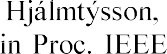 Hjálmtýsson,
in Proc. IEEE